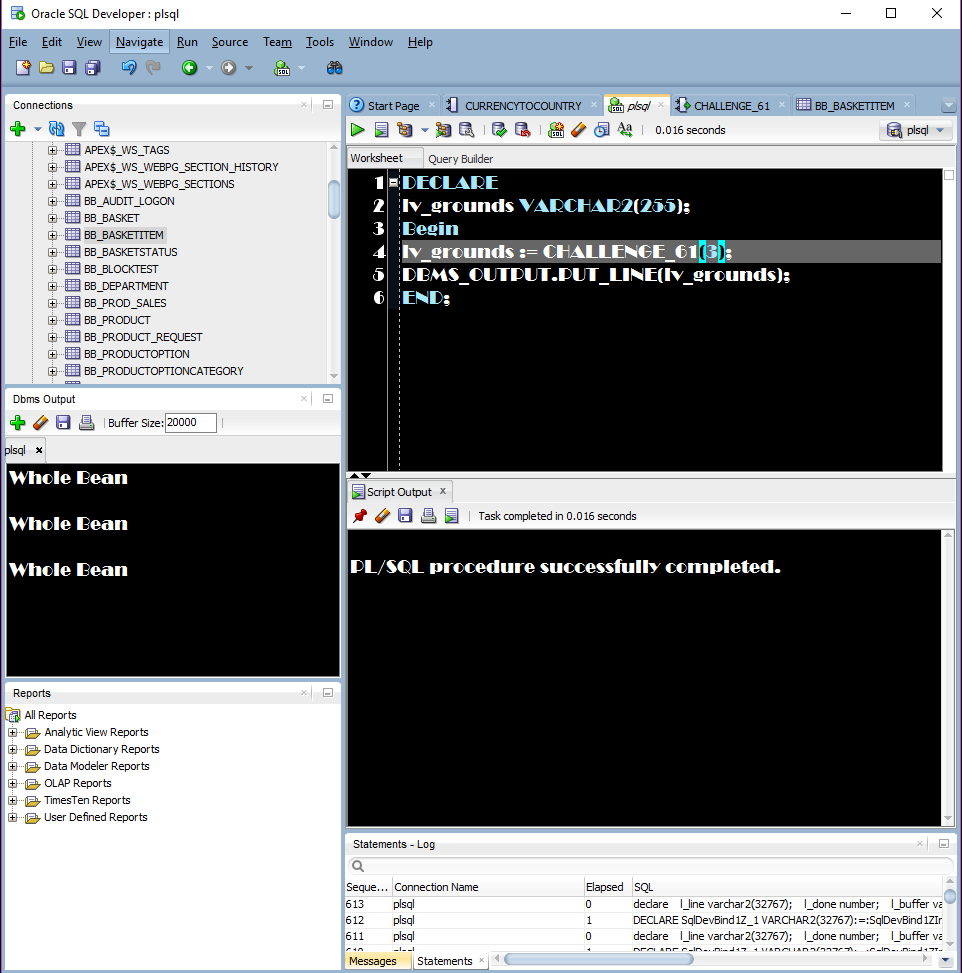 Oracle SQL Developer : plsql
File Edit View Navigate Run Source Team Tools Window Help
Connections
APEX$_WS_TAGS
APEX$_WS_WEBPG_SECTION_HISTORY
APEX$_WS_WEBPG_SECTIONS
BB_AUDIT_LOGON
BB_BASKET
BB_BASKETITEM
BB_BASKETSTATUS
BB_BLOCKTEST
BB_DEPARTMENT
BB_PROD_SALES
BB_PRODUCT
BB_PRODUCT_REQUEST
BB_PRODUCTOPTION
BB_PRODUCTOPTIONCATEGORY
Dbms Output
Buffer Size: 20000
plsql
Whole Bean
Whole Bean
Whole Bean
Reports
All Reports
Analytic View Reports
Data Dictionary Reports
Data Modeler Reports
OLAP Reports
TimesTen Reports
User Defined Reports
Start Page CURRENCYTOCOUNTRY plsql CHALLENGE_61 BB_BASKETITEM
SQL 0.016 seconds plsql
Worksheet Query Builder
1 DECLARE
2 lv_grounds VARCHAR2(255);
3 Begin
4 lv_grounds := CHALLENGE_61(3);
5 DBMS_OUTPUT.PUT_LINE(lv_grounds);
6 END;
Script Output
Task completed in 0.016 seconds
PL/SQL procedure successfully completed.
Statements - Log
Seque... Connection Name Elapsed SQL
613 plsql 0 declare l_line varchar2(32767); l_done number; l_buffer va
612 plsql 1 DECLARE SqlDevBind1Z_1 VARCHAR2(32767):=:SqlDevBind1ZIn
611 plsql 0 declare l_line varchar2(32767); l_done number; l_buffer va
Messages Statements